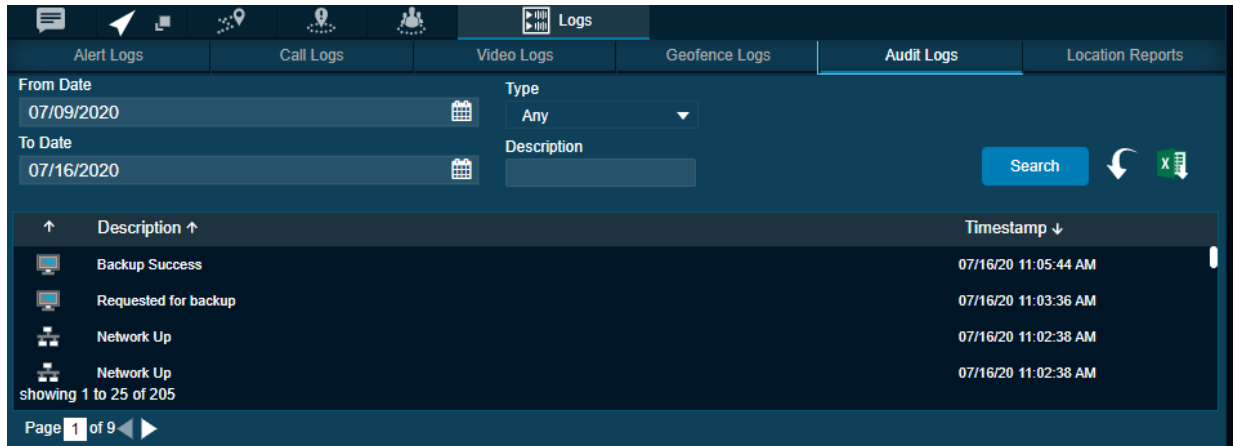 Logs
Alert Logs Call Logs Video Logs Geofence Logs Audit Logs Location Reports
From Date Type
07/09/2020 Any
To Date Description
07/16/2020 Search
Description Timestamp
Backup Success 07/16/20 11:05:44 AM
Requested for backup 07/16/20 11:03:36 AM
Network Up 07/16/20 11:02:38 AM
Network Up 07/16/20 11:02:38 AM
showing 1 to 25 of 205
Page 1 of 9